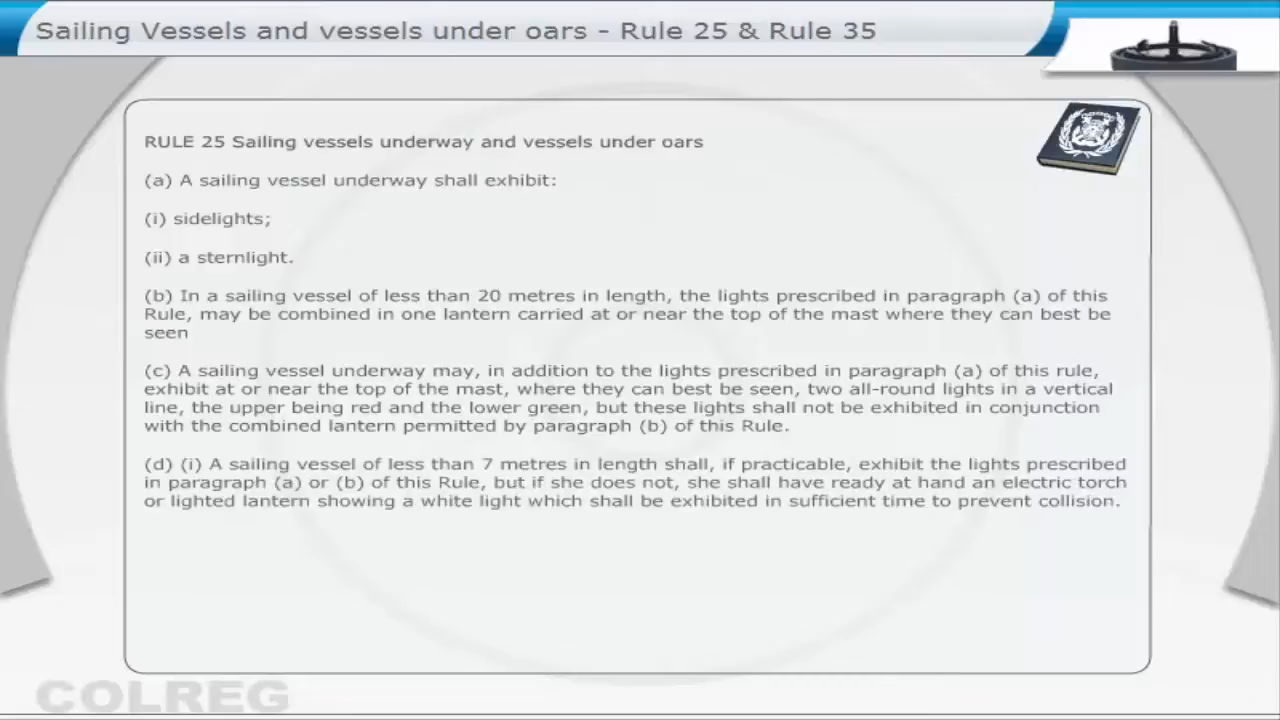 Sailing Vessels and vessels under oars - Rule 25 & Rule 35
RULE 25 Sailing vessels underway and vessels under oars
(a) A sailing vessel underway shall exhibit:
(i) sidelights;
(ii) a sternlight.
(b) In a sailing vessel of less than 20 metres in length, the lights prescribed in paragraph (a) of this
Rule, may be combined in one lantern carried at or near the top of the mast where they can best be
seen
(c) A sailing vessel underway may, in addition to the lights prescribed in paragraph (a) of this rule,
exhibit at or near the top of the mast, where they can best be seen, two all-round lights in a vertical
line, the upper being red and the lower green, but these lights shall not be exhibited in conjunction
with the combined lantern permitted by paragraph (b) of this Rule.
(d) (i) A sailing vessel of less than 7 metres in length shall, if practicable, exhibit the lights prescribed
in paragraph (a) or (b) of this Rule, but if she does not, she shall have ready at hand an electric torch
or lighted lantern showing a white light which shall be exhibited in sufficient time to prevent collision.
COLREG